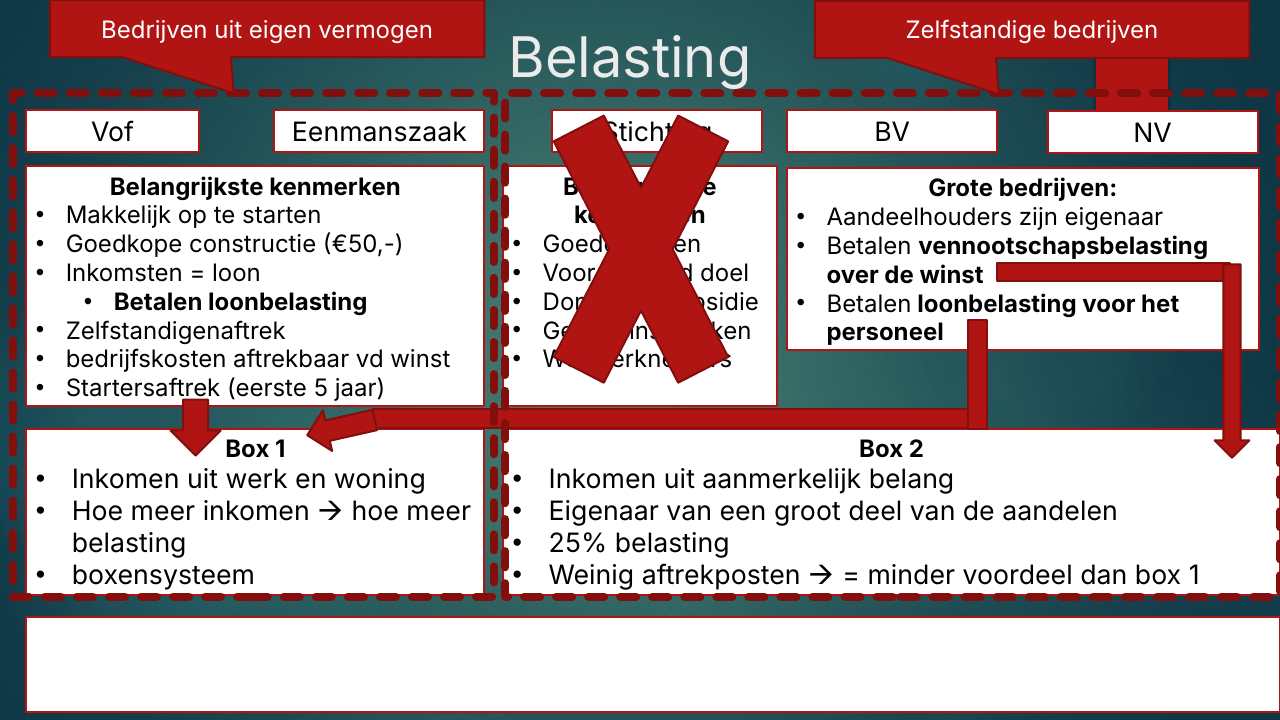 Bedrijven uit eigen vermogen
Zelfstandige bedrijven
Belasting
Vof
Eenmanszaak
BV
NV
Belangrijkste kenmerken
• Makkelijk op te starten
• Goedkope constructie (€50,-)
• Inkomsten = loon
• Betalen loonbelasting
• Zelfstandigenaftrek
• bedrijfskosten aftrekbaar vd winst
• Startersaftrek (eerste 5 jaar)
•
• doel
•
•
•
Grote bedrijven:
• Aandeelhouders zijn eigenaar
• Betalen vennootschapsbelasting
over de winst
• Betalen loonbelasting voor het
personeel
Box 1
• Inkomen uit werk en woning
• Hoe meer inkomen → hoe meer
belasting
• boxensysteem
Box 2
• Inkomen uit aanmerkelijk belang
• Eigenaar van een groot deel van de aandelen
• 25% belasting
• Weinig aftrekposten → = minder voordeel dan box 1